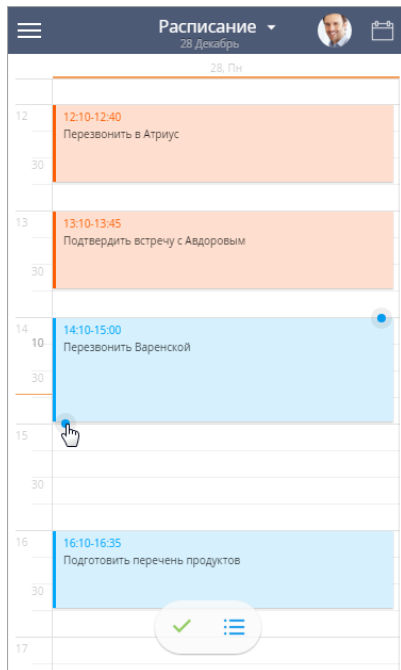 Расписание
28 Декабрь
28, Пн
12
12:10-12:40
Перезвонить в Атриус
30
13
13:10-13:45
Подтвердить встречу с Авдоровым
30
14
14:10-15:00
10
Перезвонить Варенской
30
15
30
16
16:10-16:35
Подготовить перечень продуктов
30
17